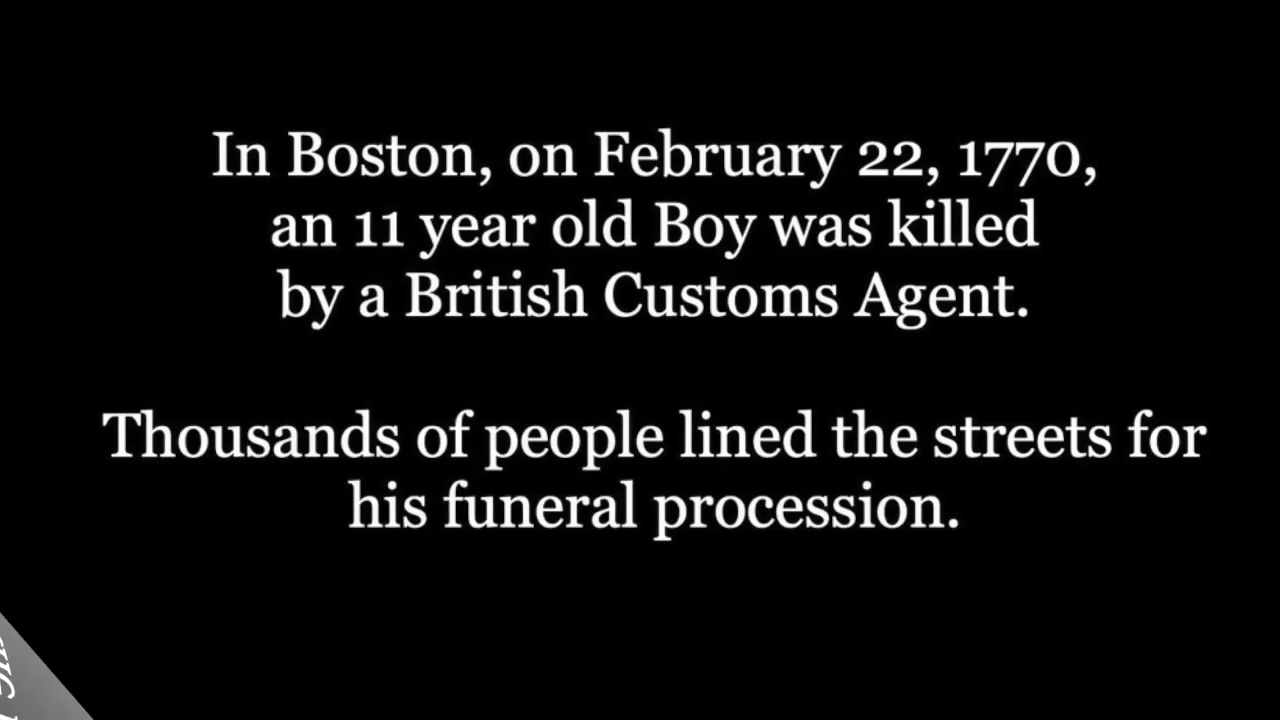 In Boston, on February 22, 1770,
an 11 year old Boy was killed
by a British Customs Agent.
Thousands of people lined the streets for
his funeral procession.